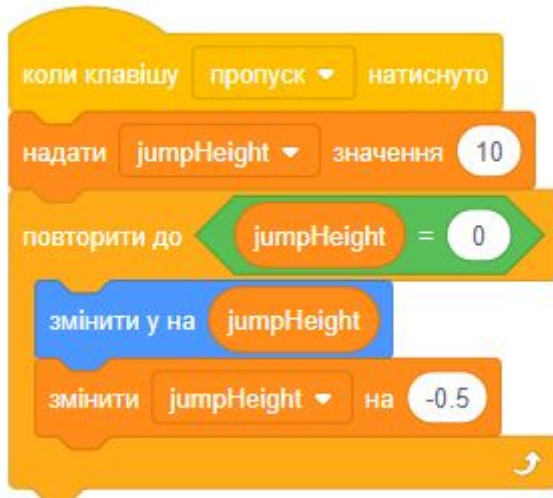 коли клавішу пропуск натиснуто
надати jumpHeight значення 10
повторити до jumpHeight = 0
змінити y на jumpHeight
змінити jumpHeight на -0.5